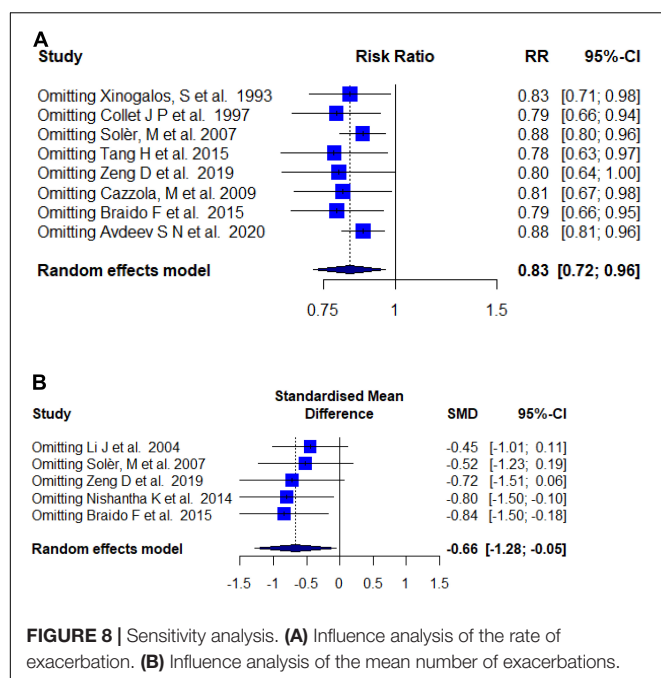 A
Study Risk Ratio RR 95%-CI
Omitting Xinogalos, S et al. 1993 0.83 [0.71; 0.98]
Omitting Collet J P et al. 1997 0.79 [0.66; 0.94]
Omitting Solèr, M et al. 2007 0.88 [0.80; 0.96]
Omitting Tang H et al. 2015 0.78 [0.63; 0.97]
Omitting Zeng D et al. 2019 0.80 [0.64; 1.00]
Omitting Cazzola, M et al. 2009 0.81 [0.67; 0.98]
Omitting Braido F et al. 2015 0.79 [0.66; 0.95]
Omitting Avdeev S N et al. 2020 0.88 [0.81; 0.96]
Random effects model 0.83 [0.72; 0.96]
0.75 1 1.5
B
Standardised Mean
Study Difference SMD 95%-CI
Omitting Li J et al. 2004 -0.45 [-1.01; 0.11]
Omitting Solèr, M et al. 2007 -0.52 [-1.23; 0.19]
Omitting Zeng D et al. 2019 -0.72 [-1.51; 0.06]
Omitting Nishantha K et al. 2014 -0.80 [-1.50; -0.10]
Omitting Braido F et al. 2015 -0.84 [-1.50; -0.18]
Random effects model -0.66 [-1.28; -0.05]
-1.5 -1 -0.5 0 0.5 1 1.5
FIGURE 8 | Sensitivity analysis. (A) Influence analysis of the rate of
exacerbation. (B) Influence analysis of the mean number of exacerbations.